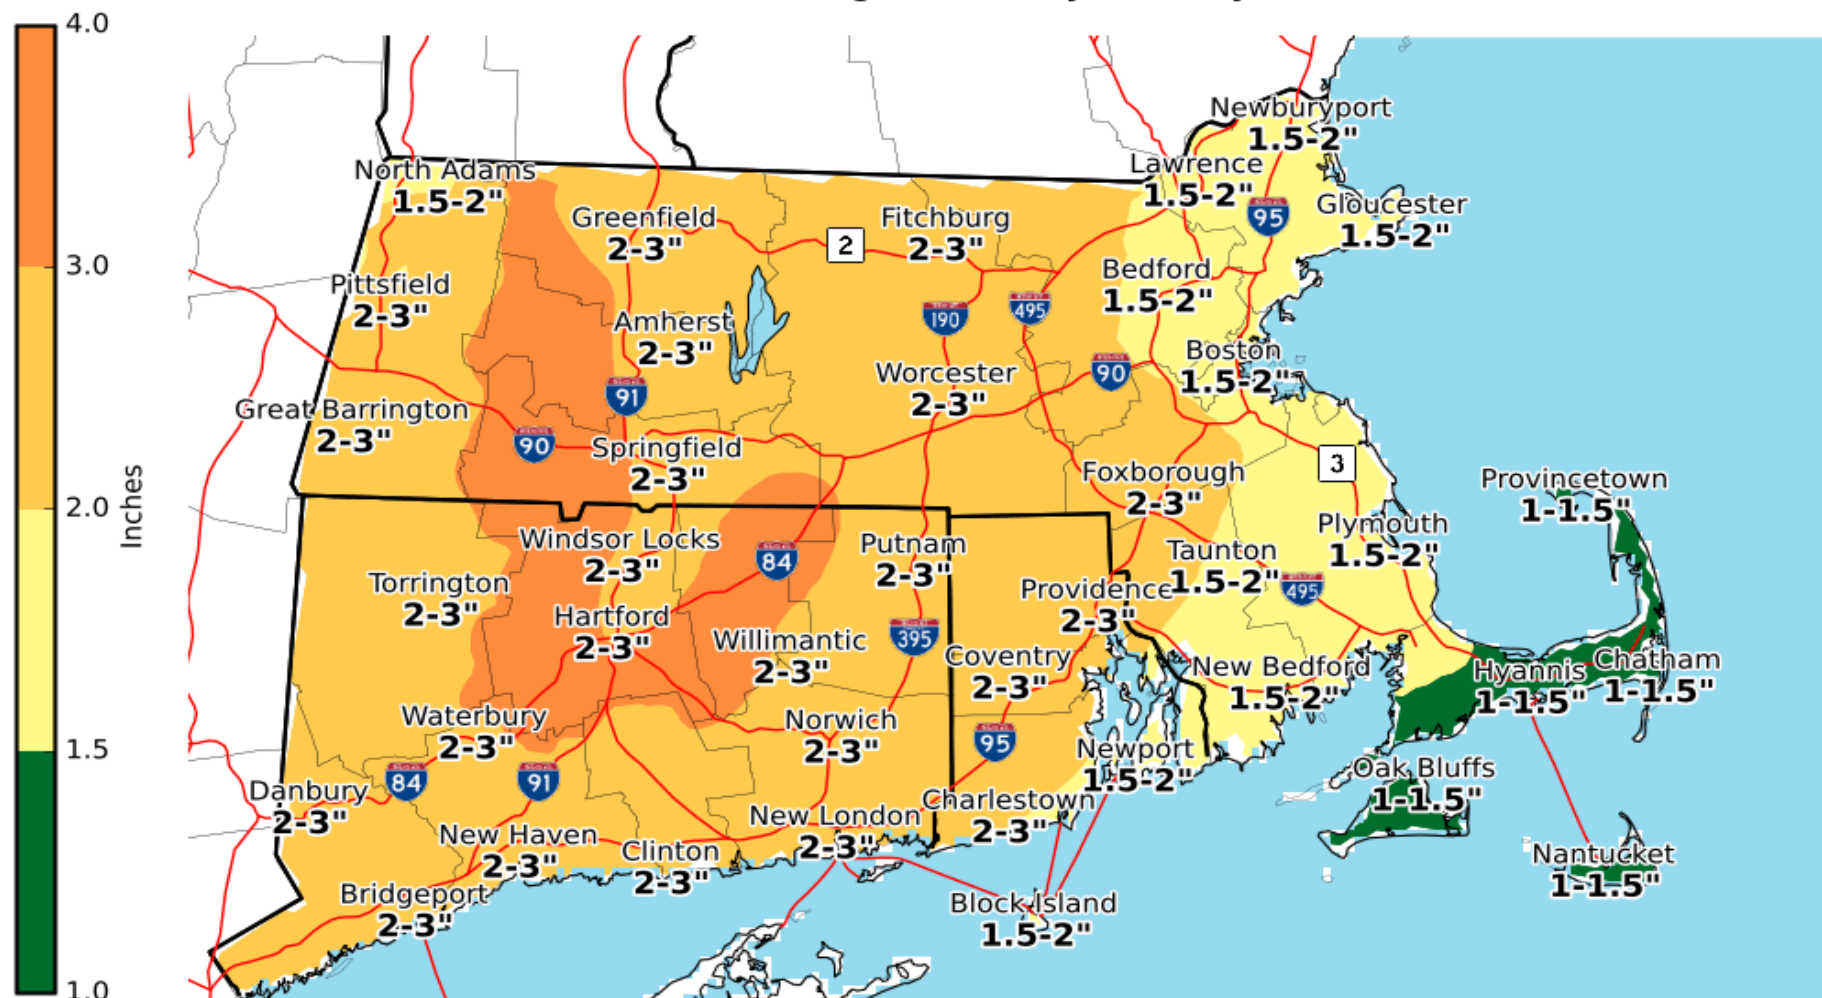 4.0
3.0
2.0
1.5
1.0
Inches
Newburyport
1.5-2"
North Adams
1.5-2"
Lawrence
1.5-2"
Greenfield
2-3"
Fitchburg
2-3"
Gloucester
1.5-2"
95
2
Pittsfield
2-3"
Bedford
1.5-2"
190
495
Amherst
2-3"
Boston
1.5-2"
Worcester
2-3"
90
91
Great Barrington
2-3"
90
Springfield
2-3"
3
Foxborough
2-3"
Provincetown
1-1.5"
Windsor Locks
2-3"
84
Putnam
2-3"
Plymouth
1.5-2"
Taunton
1.5-2"
495
Torrington
2-3"
Providence
2-3"
Hartford
2-3"
395
Willimantic
2-3"
Coventry
2-3"
New Bedford
1.5-2"
Hyannis
1-1.5"
Chatham
1-1.5"
Waterbury
2-3"
Norwich
2-3"
95
Newport
1.5-2"
84
91
Oak Bluffs
1-1.5"
Danbury
2-3"
New London
2-3"
Charlestown
2-3"
New Haven
2-3"
Clinton
2-3"
Nantucket
1-1.5"
Bridgeport
2-3"
Block Island
1.5-2"